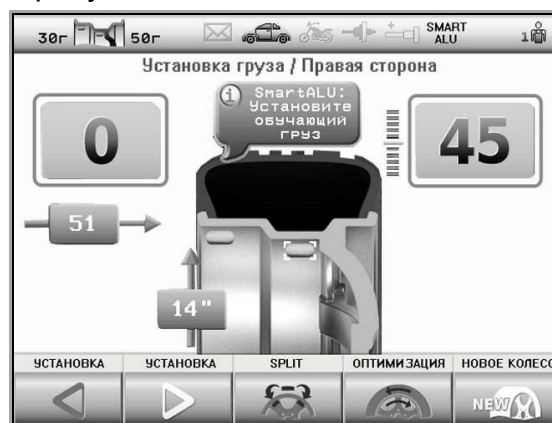 30г 50г SMART ALU 1
Установка груза / Правая сторона
SmartALU:
Установите
обучающий
груз
0
45
51
14"
УСТАНОВКА УСТАНОВКА SPLIT ОПТИМИЗАЦИЯ НОВОЕ КОЛЕСО
NEW